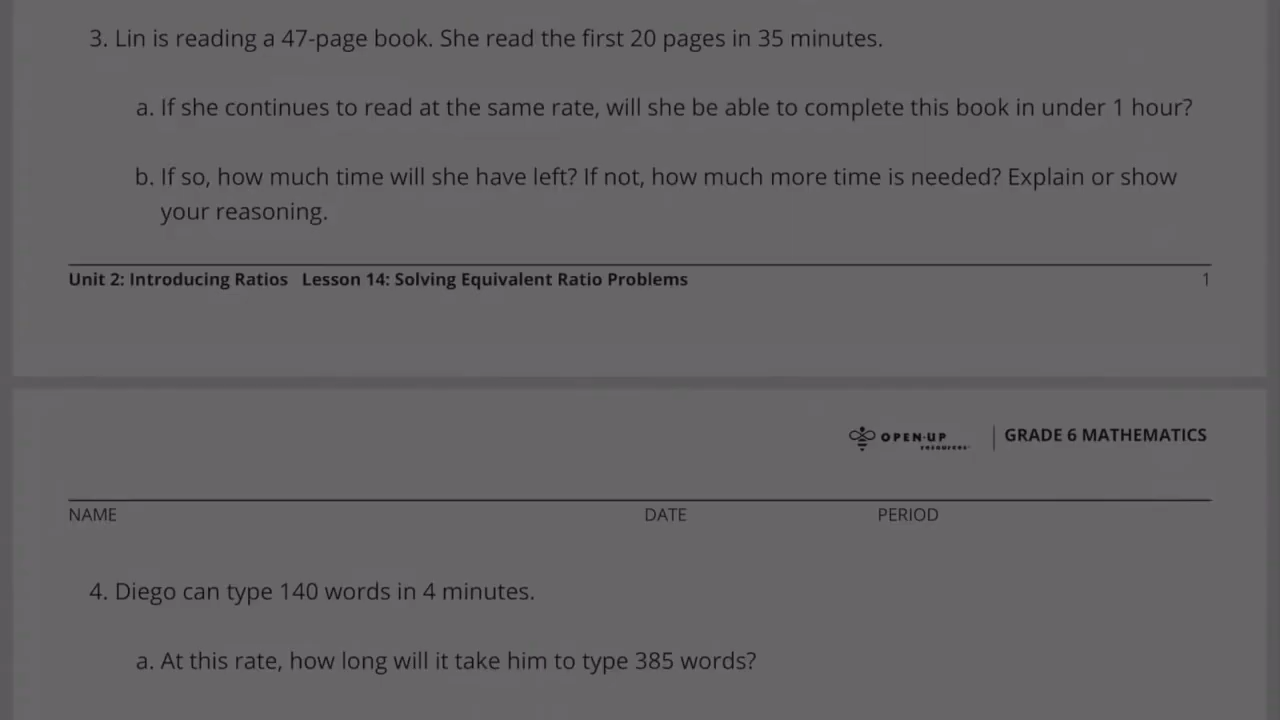 3. Lin is reading a 47-page book. She read the first 20 pages in 35 minutes.
a. If she continues to read at the same rate, will she be able to complete this book in under 1 hour?
b. If so, how much time will she have left? If not, how much more time is needed? Explain or show
your reasoning.
Unit 2: Introducing Ratios Lesson 14: Solving Equivalent Ratio Problems 1
OPEN-UP
RESOURCES
GRADE 6 MATHEMATICS
NAME DATE PERIOD
4. Diego can type 140 words in 4 minutes.
a. At this rate, how long will it take him to type 385 words?